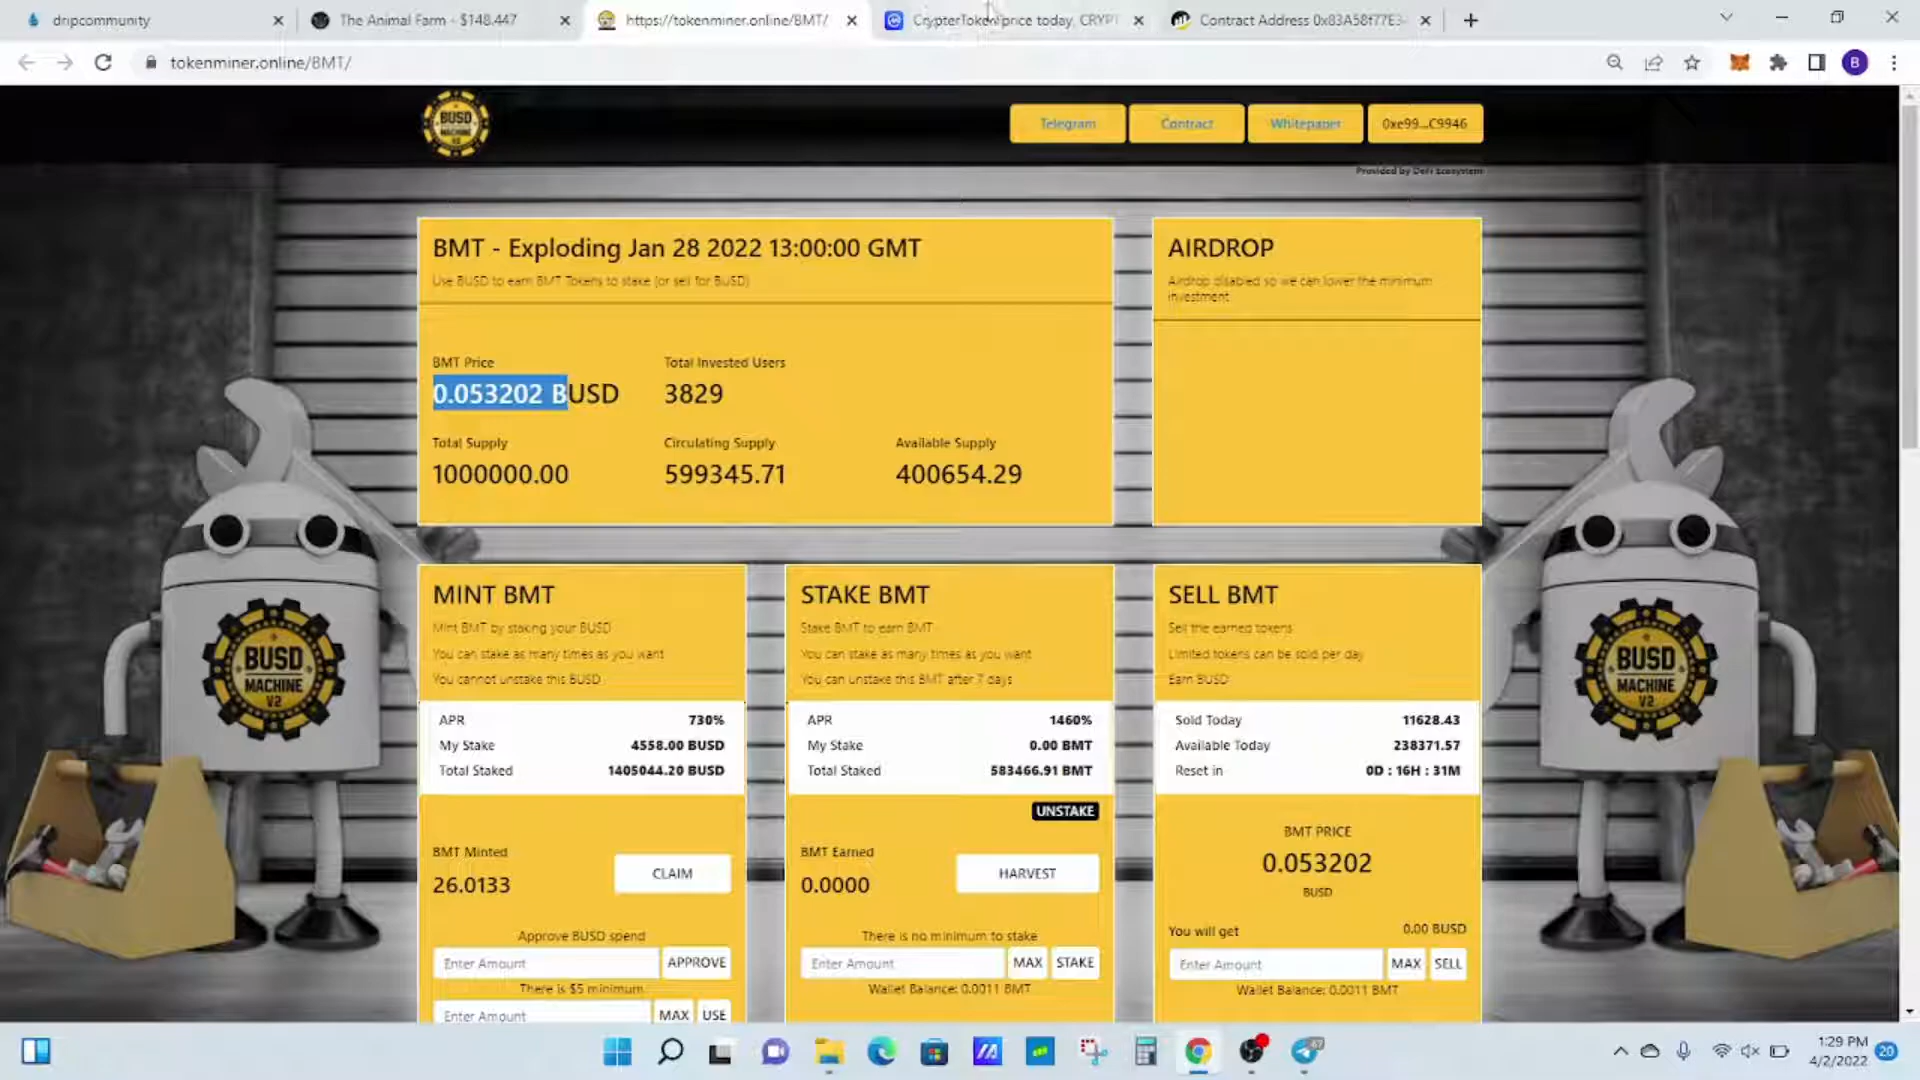 dripcommunity
The Animal Farm - $148.447
https://tokenminer.online/BMT/
CrypterToken price today, CRYPT
Contract Address 0x83A58f77E3
tokenminer.online/BMT/
B
BUSD
MACHINE
V2
Telegram
Contract
Whitepaper
0xe99...C9946
Provided by DeFi Ecosystem
BMT - Exploding Jan 28 2022 13:00:00 GMT
Use BUSD to earn BMT Tokens to stake (or sell for BUSD)
BMT Price
0.053202 BUSD
Total Invested Users
3829
Total Supply
1000000.00
Circulating Supply
599345.71
Available Supply
400654.29
AIRDROP
Airdrop disabled so we can lower the minimum
investment
MINT BMT
Mint BMT by staking your BUSD
You can stake as many times as you want
You cannot unstake this BUSD
APR 730%
My Stake 4558.00 BUSD
Total Staked 1405044.20 BUSD
BMT Minted
26.0133
CLAIM
Approve BUSD spend
Enter Amount
APPROVE
There is $5 minimum
Enter Amount
MAX
USE
STAKE BMT
Stake BMT to earn BMT
You can stake as many times as you want
You can unstake this BMT after 7 days
APR 1460%
My Stake 0.00 BMT
Total Staked 583466.91 BMT
UNSTAKE
BMT Earned
0.0000
HARVEST
There is no minimum to stake
Enter Amount
MAX
STAKE
Wallet Balance: 0.0011 BMT
SELL BMT
Sell the earned tokens
Limited tokens can be sold per day
Earn BUSD
Sold Today 11628.43
Available Today 238371.57
Reset in 0D : 16H : 31M
BMT PRICE
0.053202
BUSD
You will get 0.00 BUSD
Enter Amount
MAX
SELL
Wallet Balance: 0.0011 BMT
BUSD
MACHINE
V2
BUSD
MACHINE
V2
1:29 PM
4/2/2022
20